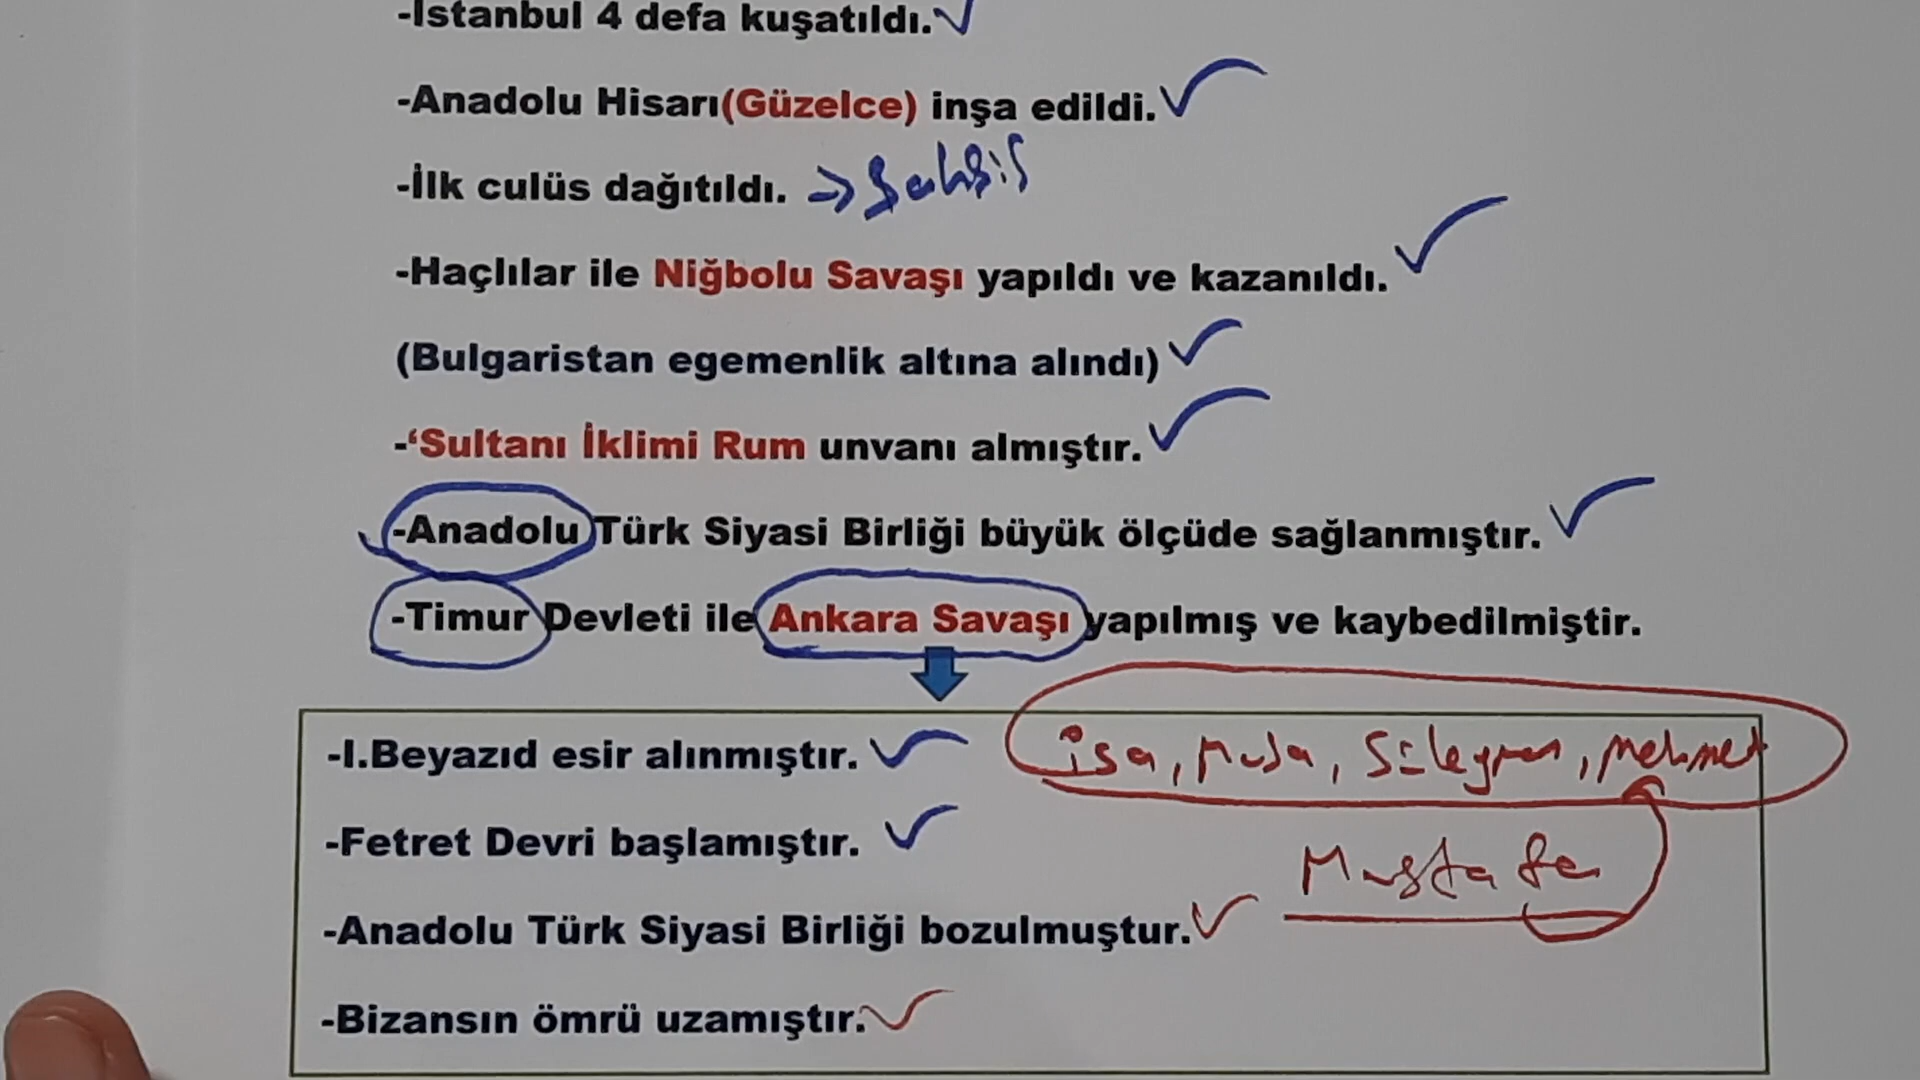 -İstanbul 4 defa kuşatıldı.
-Anadolu Hisarı(Güzelce) inşa edildi.
-İlk culüs dağıtıldı. →
-Haçlılar ile Niğbolu Savaşı yapıldı ve kazanıldı.
(Bulgaristan egemenlik altına alındı)
-‘Sultanı İklimi Rum unvanı almıştır.
-Anadolu Türk Siyasi Birliği büyük ölçüde sağlanmıştır.
-Timur Devleti ile Ankara Savaşı yapılmış ve kaybedilmiştir.
-I.Beyazıd esir alınmıştır.
İsa, Musa, Süleyman, Mehmet
-Fetret Devri başlamıştır.
Mustafa
-Anadolu Türk Siyasi Birliği bozulmuştur.
-Bizansın ömrü uzamıştır.